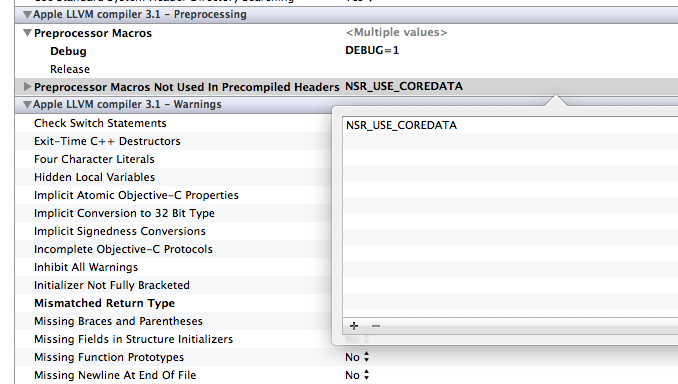 Apple LLVM compiler 3.1 - Preprocessing
Preprocessor Macros <Multiple values>
Debug DEBUG=1
Release
Preprocessor Macros Not Used In Precompiled Headers NSR_USE_COREDATA
Apple LLVM compiler 3.1 - Warnings
Check Switch Statements
NSR_USE_COREDATA
Exit-Time C++ Destructors
Four Character Literals
Hidden Local Variables
Implicit Atomic Objective-C Properties
Implicit Conversion to 32 Bit Type
Implicit Signedness Conversions
Incomplete Objective-C Protocols
Inhibit All Warnings
Initializer Not Fully Bracketed
Mismatched Return Type
Missing Braces and Parentheses
+ −
Missing Fields in Structure Initializers No
Missing Function Prototypes No
Missing Newline At End Of File No